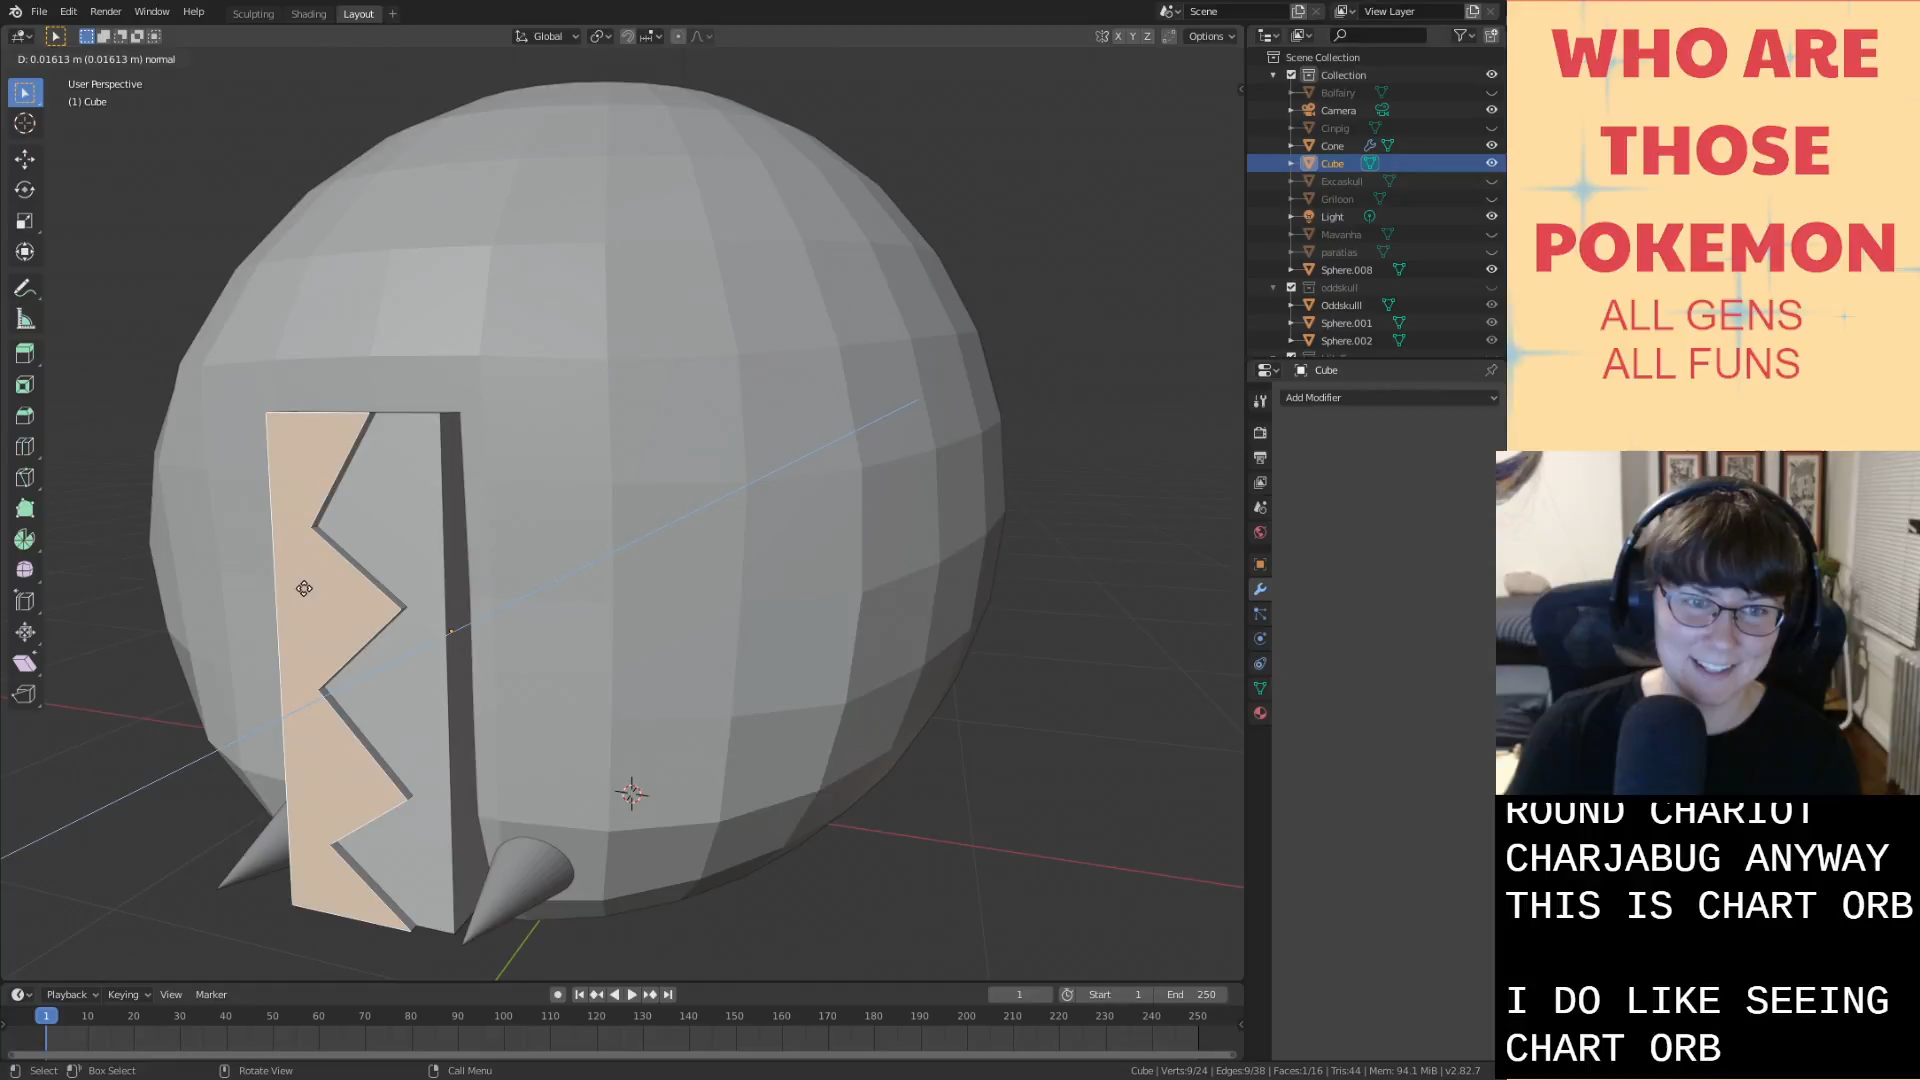 File Edit Render Window Help Sculpting Shading Layout + Scene View Layer
Global X Y Z Options
D: 0.01613 m (0.01613 m) normal
User Perspective
(1) Cube
Scene Collection
Collection
Bolfairy
Camera
Cinpig
Cone
Cube
Excaskull
Griloon
Light
Mavanha
paratias
Sphere.008
oddskull
Oddskulll
Sphere.001
Sphere.002
Cube
Add Modifier
WHO ARE
THOSE
POKEMON
ALL GENS
ALL FUNS
ROUND CHARIOT
CHARJABUG ANYWAY
THIS IS CHART ORB
I DO LIKE SEEING
CHART ORB
Playback Keying View Marker 1 Start 1 End 250
1 10 20 30 40 50 60 70 80 90 100 110 120 130 140 150 160 170 180 190 200 210 220 230 240 250
Select Box Select Rotate View Call Menu Cube | Verts:9/24 | Edges:9/38 | Faces:1/16 | Tris:44 | Mem: 94.1 MiB | v2.82.7